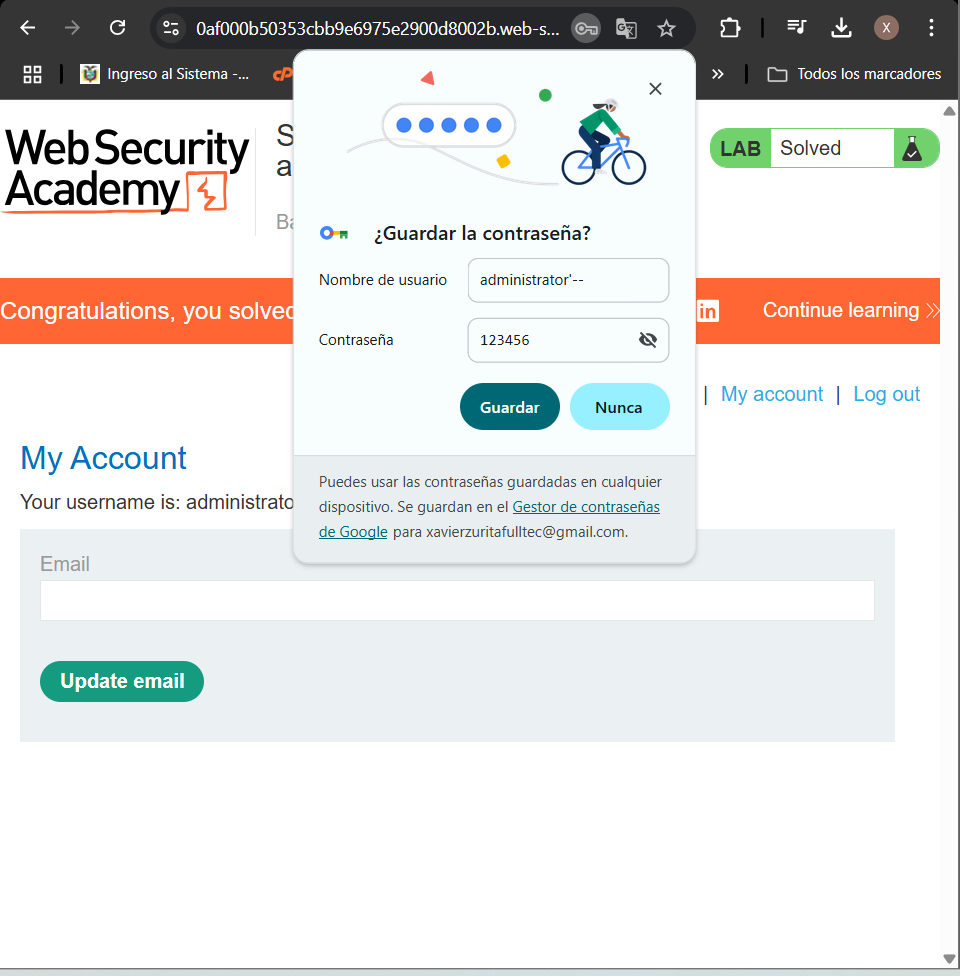 0af000b50353cbb9e6975e2900d8002b.web-s...
Ingreso al Sistema -...
cP
»
Todos los marcadores
X
Web Security
Academy
S
a
Ba
LAB Solved
Congratulations, you solved
in
Continue learning
| My account | Log out
My Account
Your username is: administrato
Email
Update email
¿Guardar la contraseña?
Nombre de usuario
administrator'--
Contraseña
123456
Guardar
Nunca
Puedes usar las contraseñas guardadas en cualquier
dispositivo. Se guardan en el Gestor de contraseñas
de Google para xavierzuritafulltec@gmail.com.